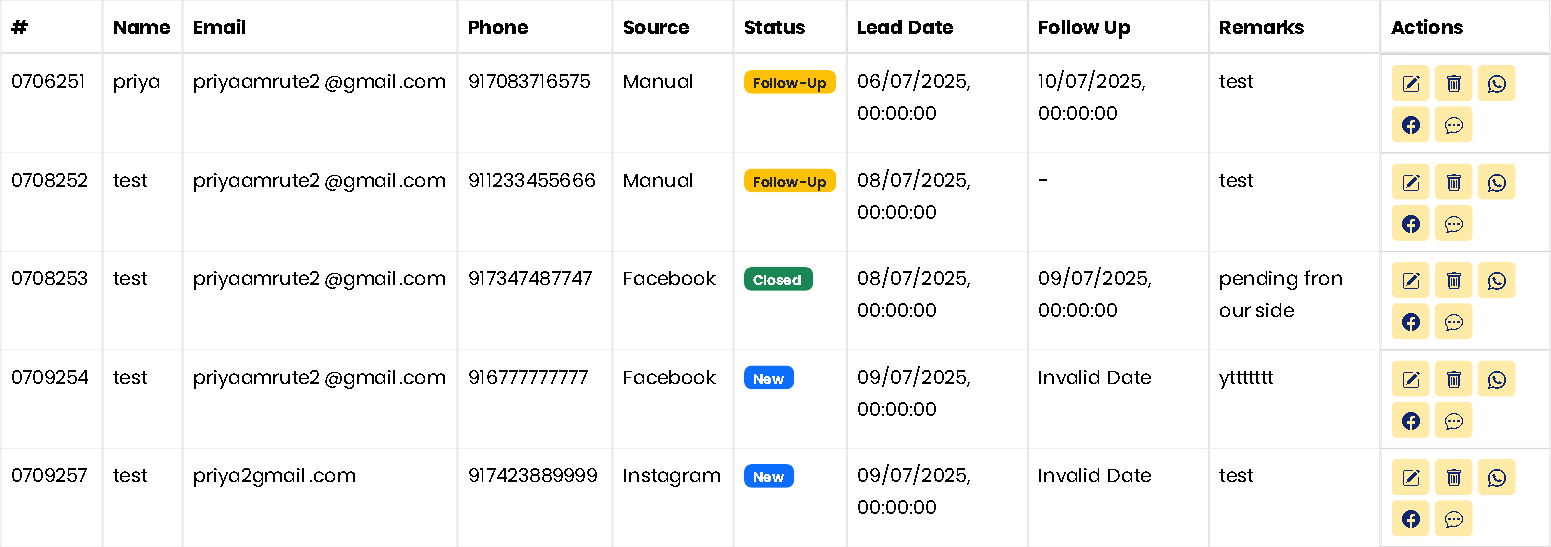 # Name Email Phone Source Status Lead Date Follow Up Remarks Actions
0706251 priya priyaamrute2@gmail.com 917083716575 Manual Follow-Up 06/07/2025, 10/07/2025, test
00:00:00 00:00:00
0708252 test priyaamrute2@gmail.com 911233455666 Manual Follow-Up 08/07/2025, - test
00:00:00
0708253 test priyaamrute2@gmail.com 917347487747 Facebook Closed 08/07/2025, 09/07/2025, pending fron
00:00:00 00:00:00 our side
0709254 test priyaamrute2@gmail.com 916777777777 Facebook New 09/07/2025, Invalid Date yttttttt
00:00:00
0709257 test priya2gmail.com 917423889999 Instagram New 09/07/2025, Invalid Date test
00:00:00